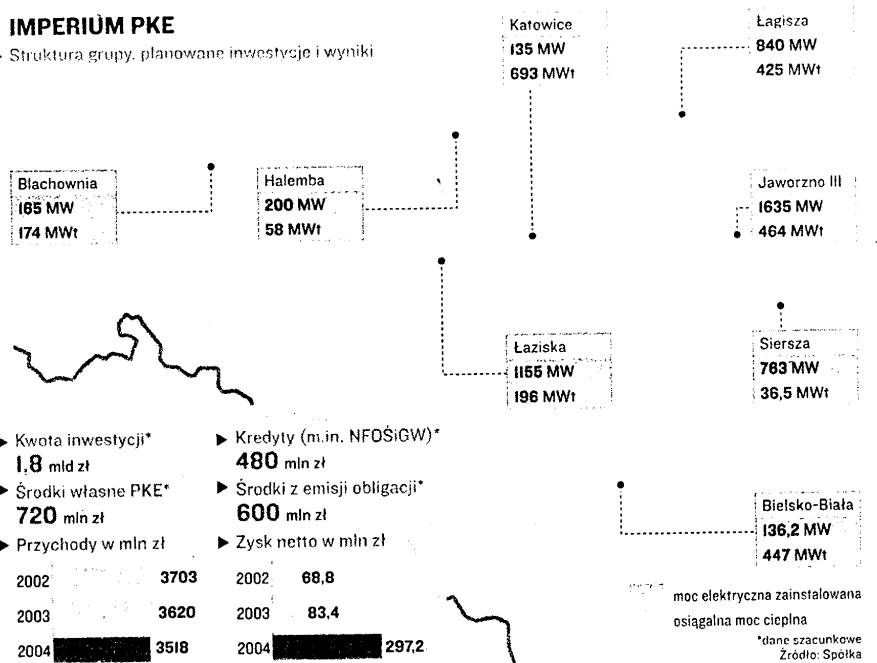 IMPERIUM PKE
Struktura grupy, planowane inwestycje i wyniki
Katowice
135 MW
693 MWt
Łagisza
840 MW
425 MWt
Blachownia
165 MW
174 MWt
Halemba
200 MW
58 MWt
Jaworzno III
1635 MW
464 MWt
Łaziska
1155 MW
196 MWt
Siersza
763 MW
36,5 MWt
Bielsko-Biała
136,2 MW
447 MWt
Kwota inwestycji*
1,8 mld zł
Kredyty (m.in. NFOŚiGW)*
480 mln zł
Środki własne PKE*
720 mln zł
Środki z emisji obligacji*
600 mln zł
Przychody w mln zł
2002 3703
2003 3620
2004 3518
Zysk netto w mln zł
2002 68,8
2003 83,4
2004 297,2
moc elektryczna zainstalowana
osiągalna moc cieplna
*dane szacunkowe
Źródło: Spółka